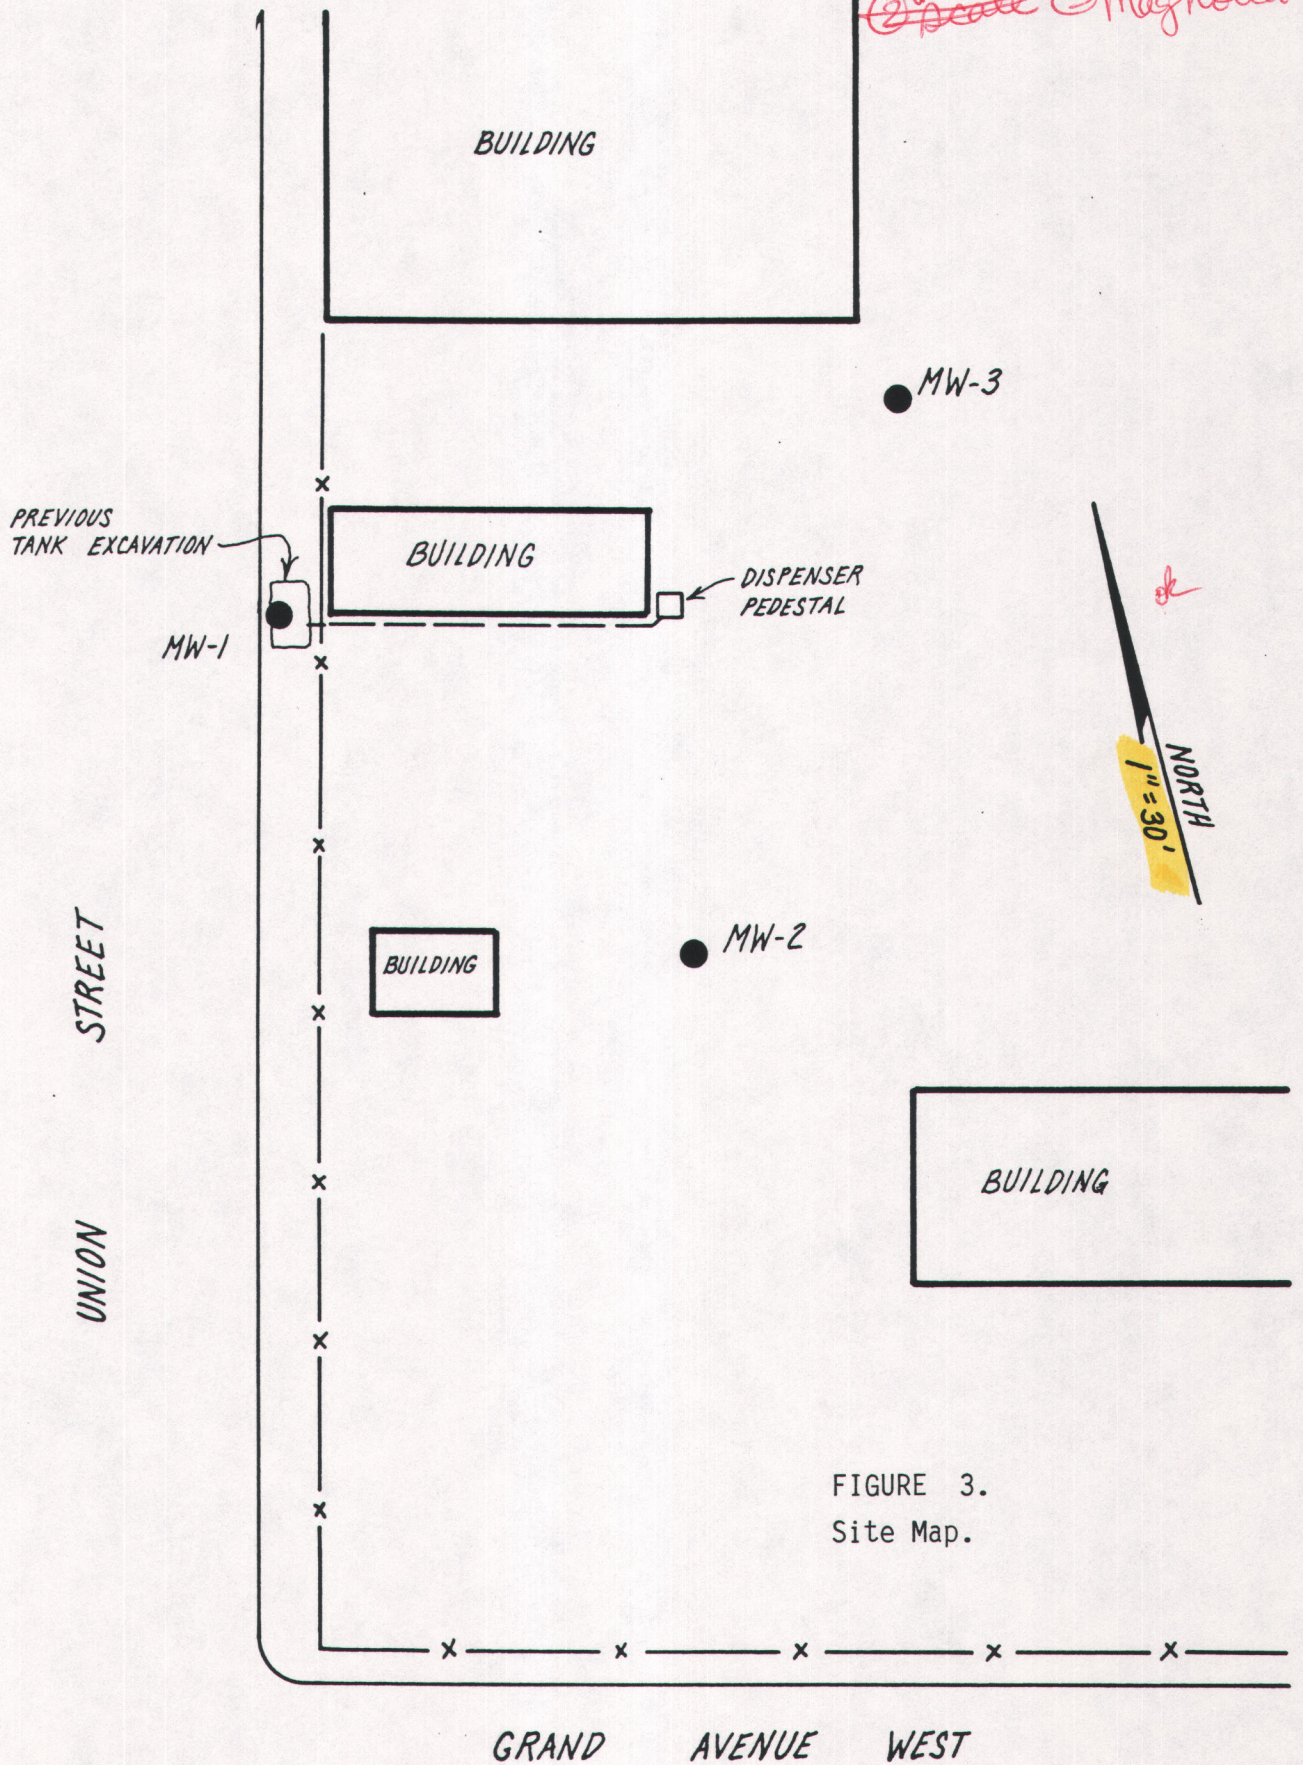 BUILDING
MW-3
PREVIOUS
TANK EXCAVATION
BUILDING
DISPENSER
PEDESTAL
ok
MW-1
NORTH
1" = 30'
MW-2
BUILDING
STREET
BUILDING
UNION
FIGURE 3.
Site Map.
GRAND AVENUE WEST